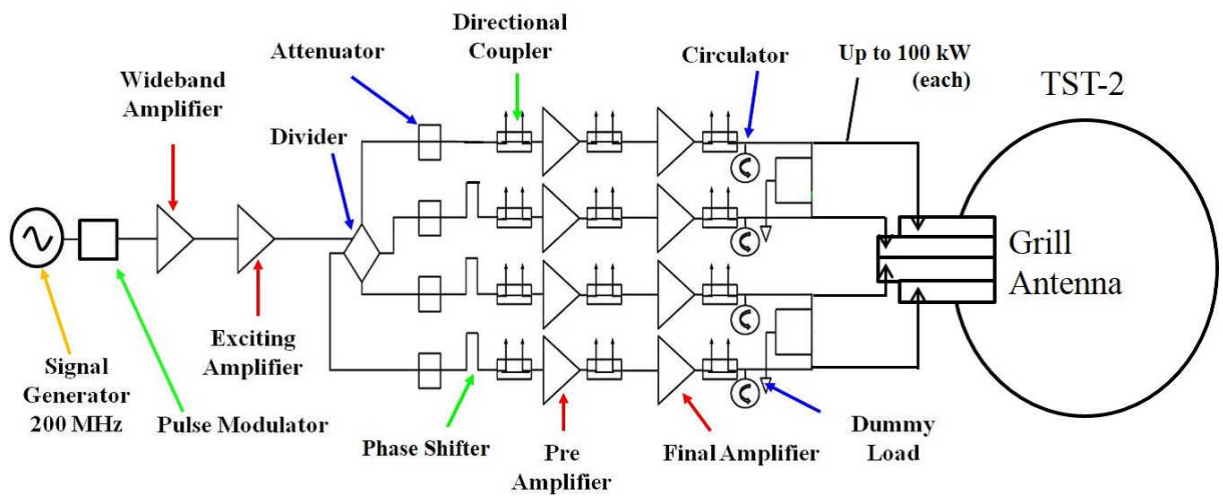 Directional
Coupler
Attenuator
Circulator
Up to 100 kW
(each)
TST-2
Wideband
Amplifier
Divider
Grill
Antenna
Exciting
Amplifier
Signal
Generator
200 MHz
Pulse Modulator
Phase Shifter
Pre
Amplifier
Final Amplifier
Dummy
Load